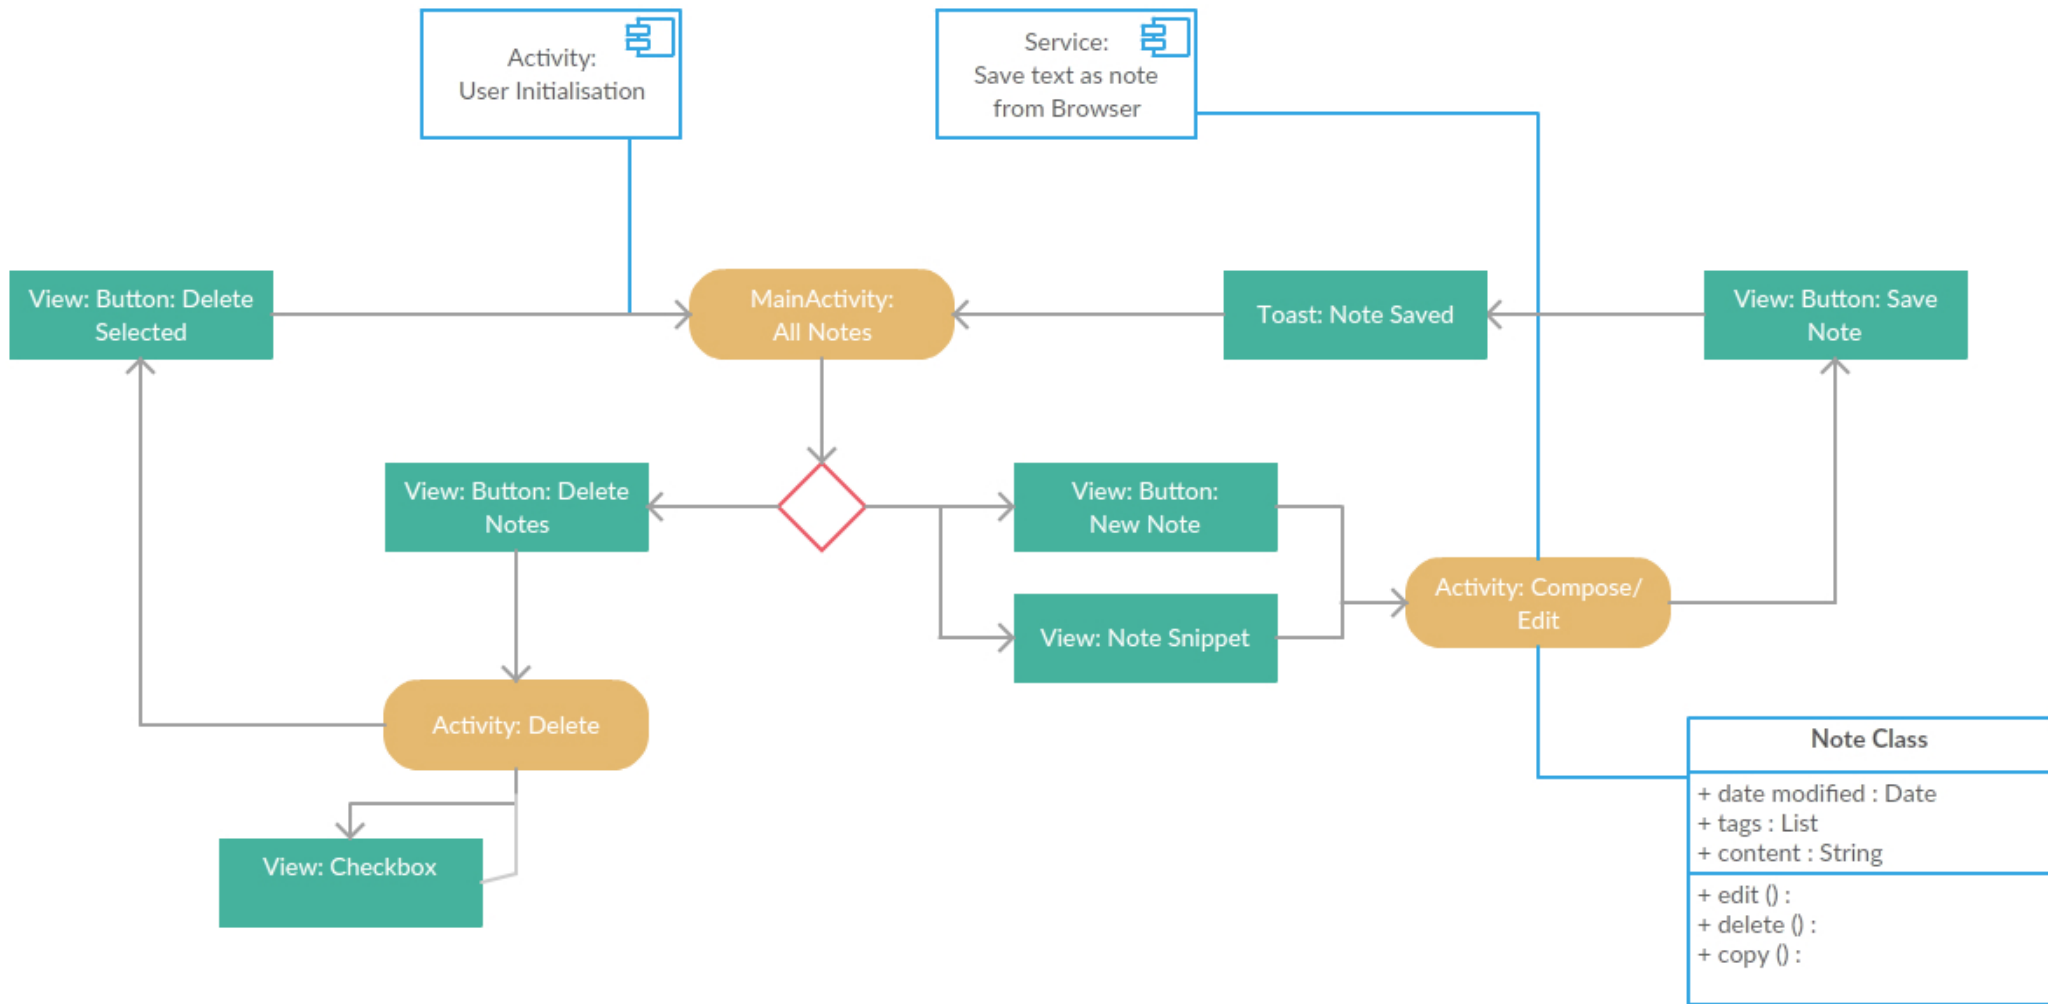 Activity:
User Initialisation
Service:
Save text as note
from Browser
View: Button: Delete
Selected
MainActivity:
All Notes
Toast: Note Saved
View: Button: Save
Note
View: Button: Delete
Notes
View: Button:
New Note
Activity: Compose/
Edit
View: Note Snippet
Activity: Delete
Note Class
+ date modified : Date
+ tags : List
+ content : String
View: Checkbox
+ edit () :
+ delete () :
+ copy () :